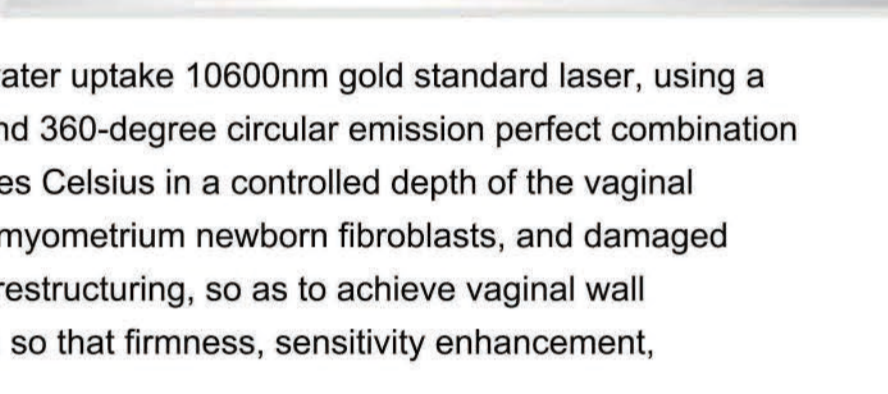 ater uptake 10600nm gold standard laser, using a
nd 360-degree circular emission perfect combination
es Celsius in a controlled depth of the vaginal
myometrium newborn fibroblasts, and damaged
restructuring, so as to achieve vaginal wall
so that firmness, sensitivity enhancement,